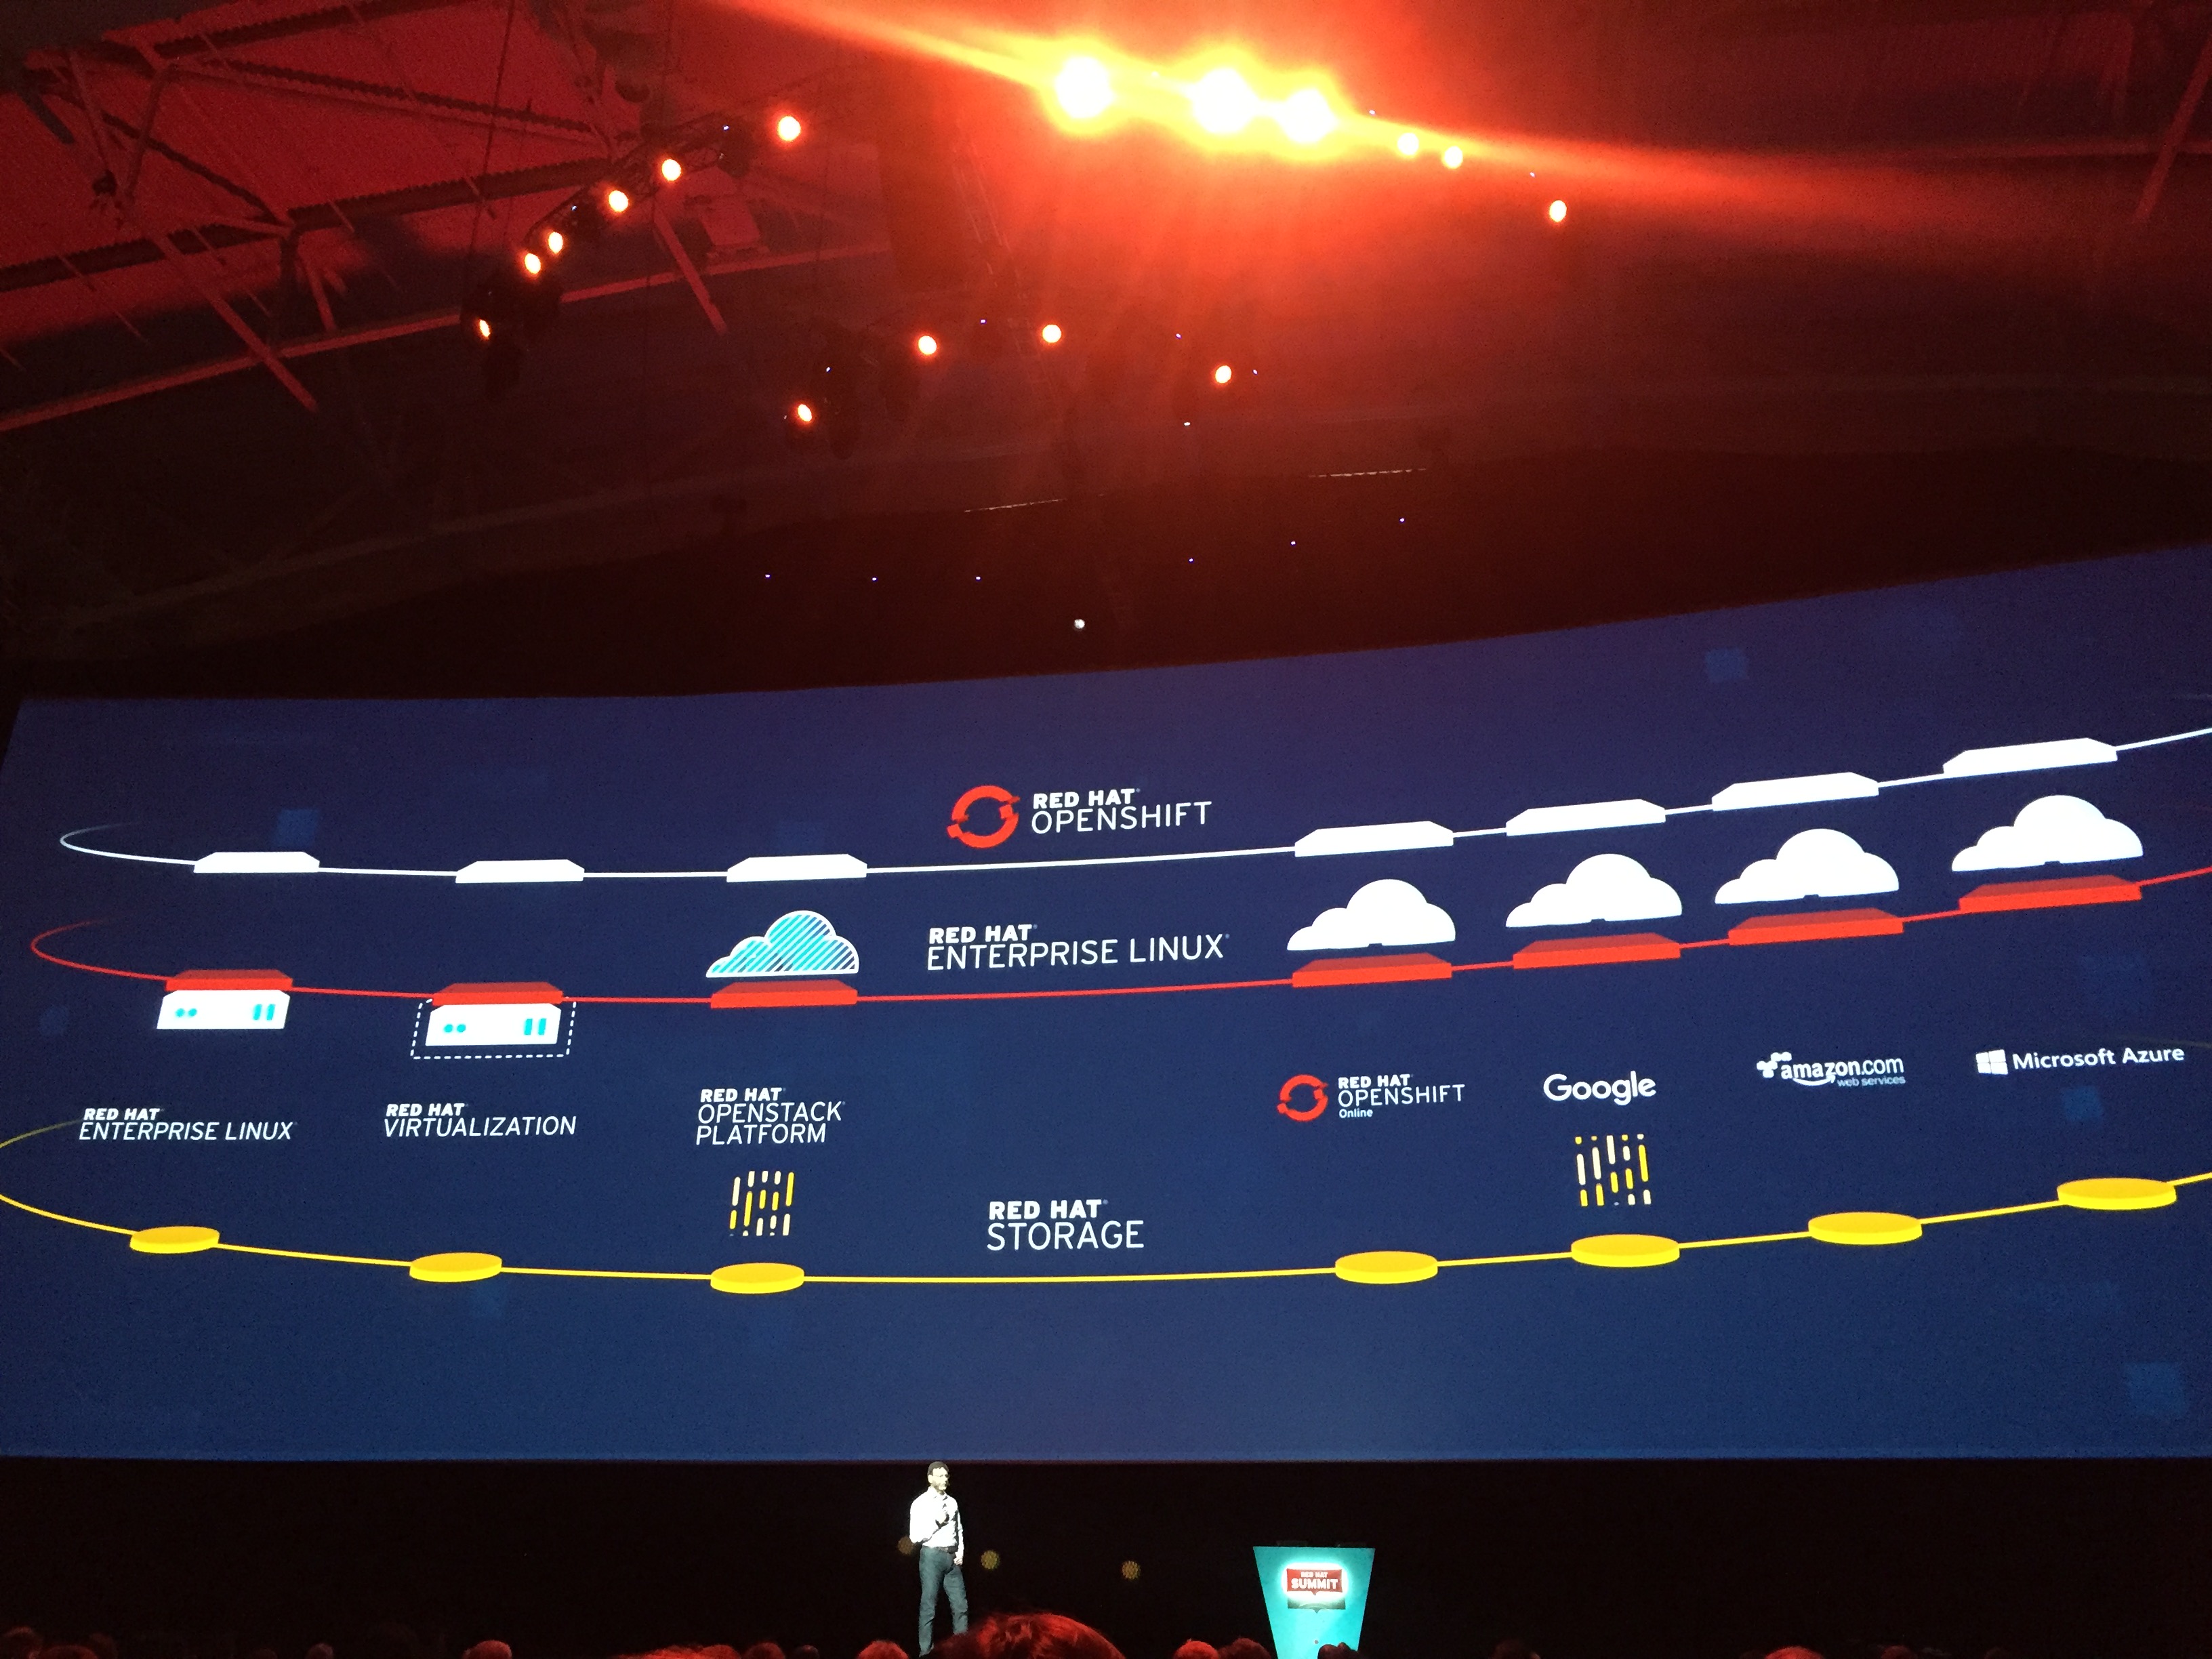 RED HAT®
OPENSHIFT
RED HAT®
ENTERPRISE LINUX®
RED HAT®
ENTERPRISE LINUX®
RED HAT®
VIRTUALIZATION
RED HAT®
OPENSTACK®
PLATFORM
RED HAT®
OPENSHIFT
Online
Google
amazon.com
web services
Microsoft Azure
RED HAT®
STORAGE
RED HAT
SUMMIT